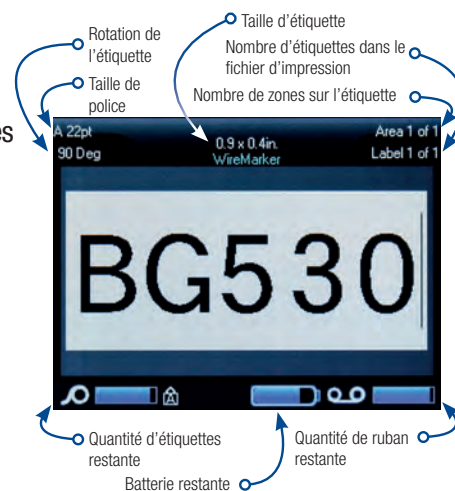 Taille d'étiquette
Rotation de
l'étiquette
Nombre d'étiquettes dans le
fichier d'impression
Taille de
police
Nombre de zones sur l'étiquette
es
A 22pt
90 Deg
0.9 x 0.4in.
WireMarker
Area 1 of 1
Label 1 of 1
BG530
A
Quantité d'étiquettes
restante
Quantité de ruban
restante
Batterie restante